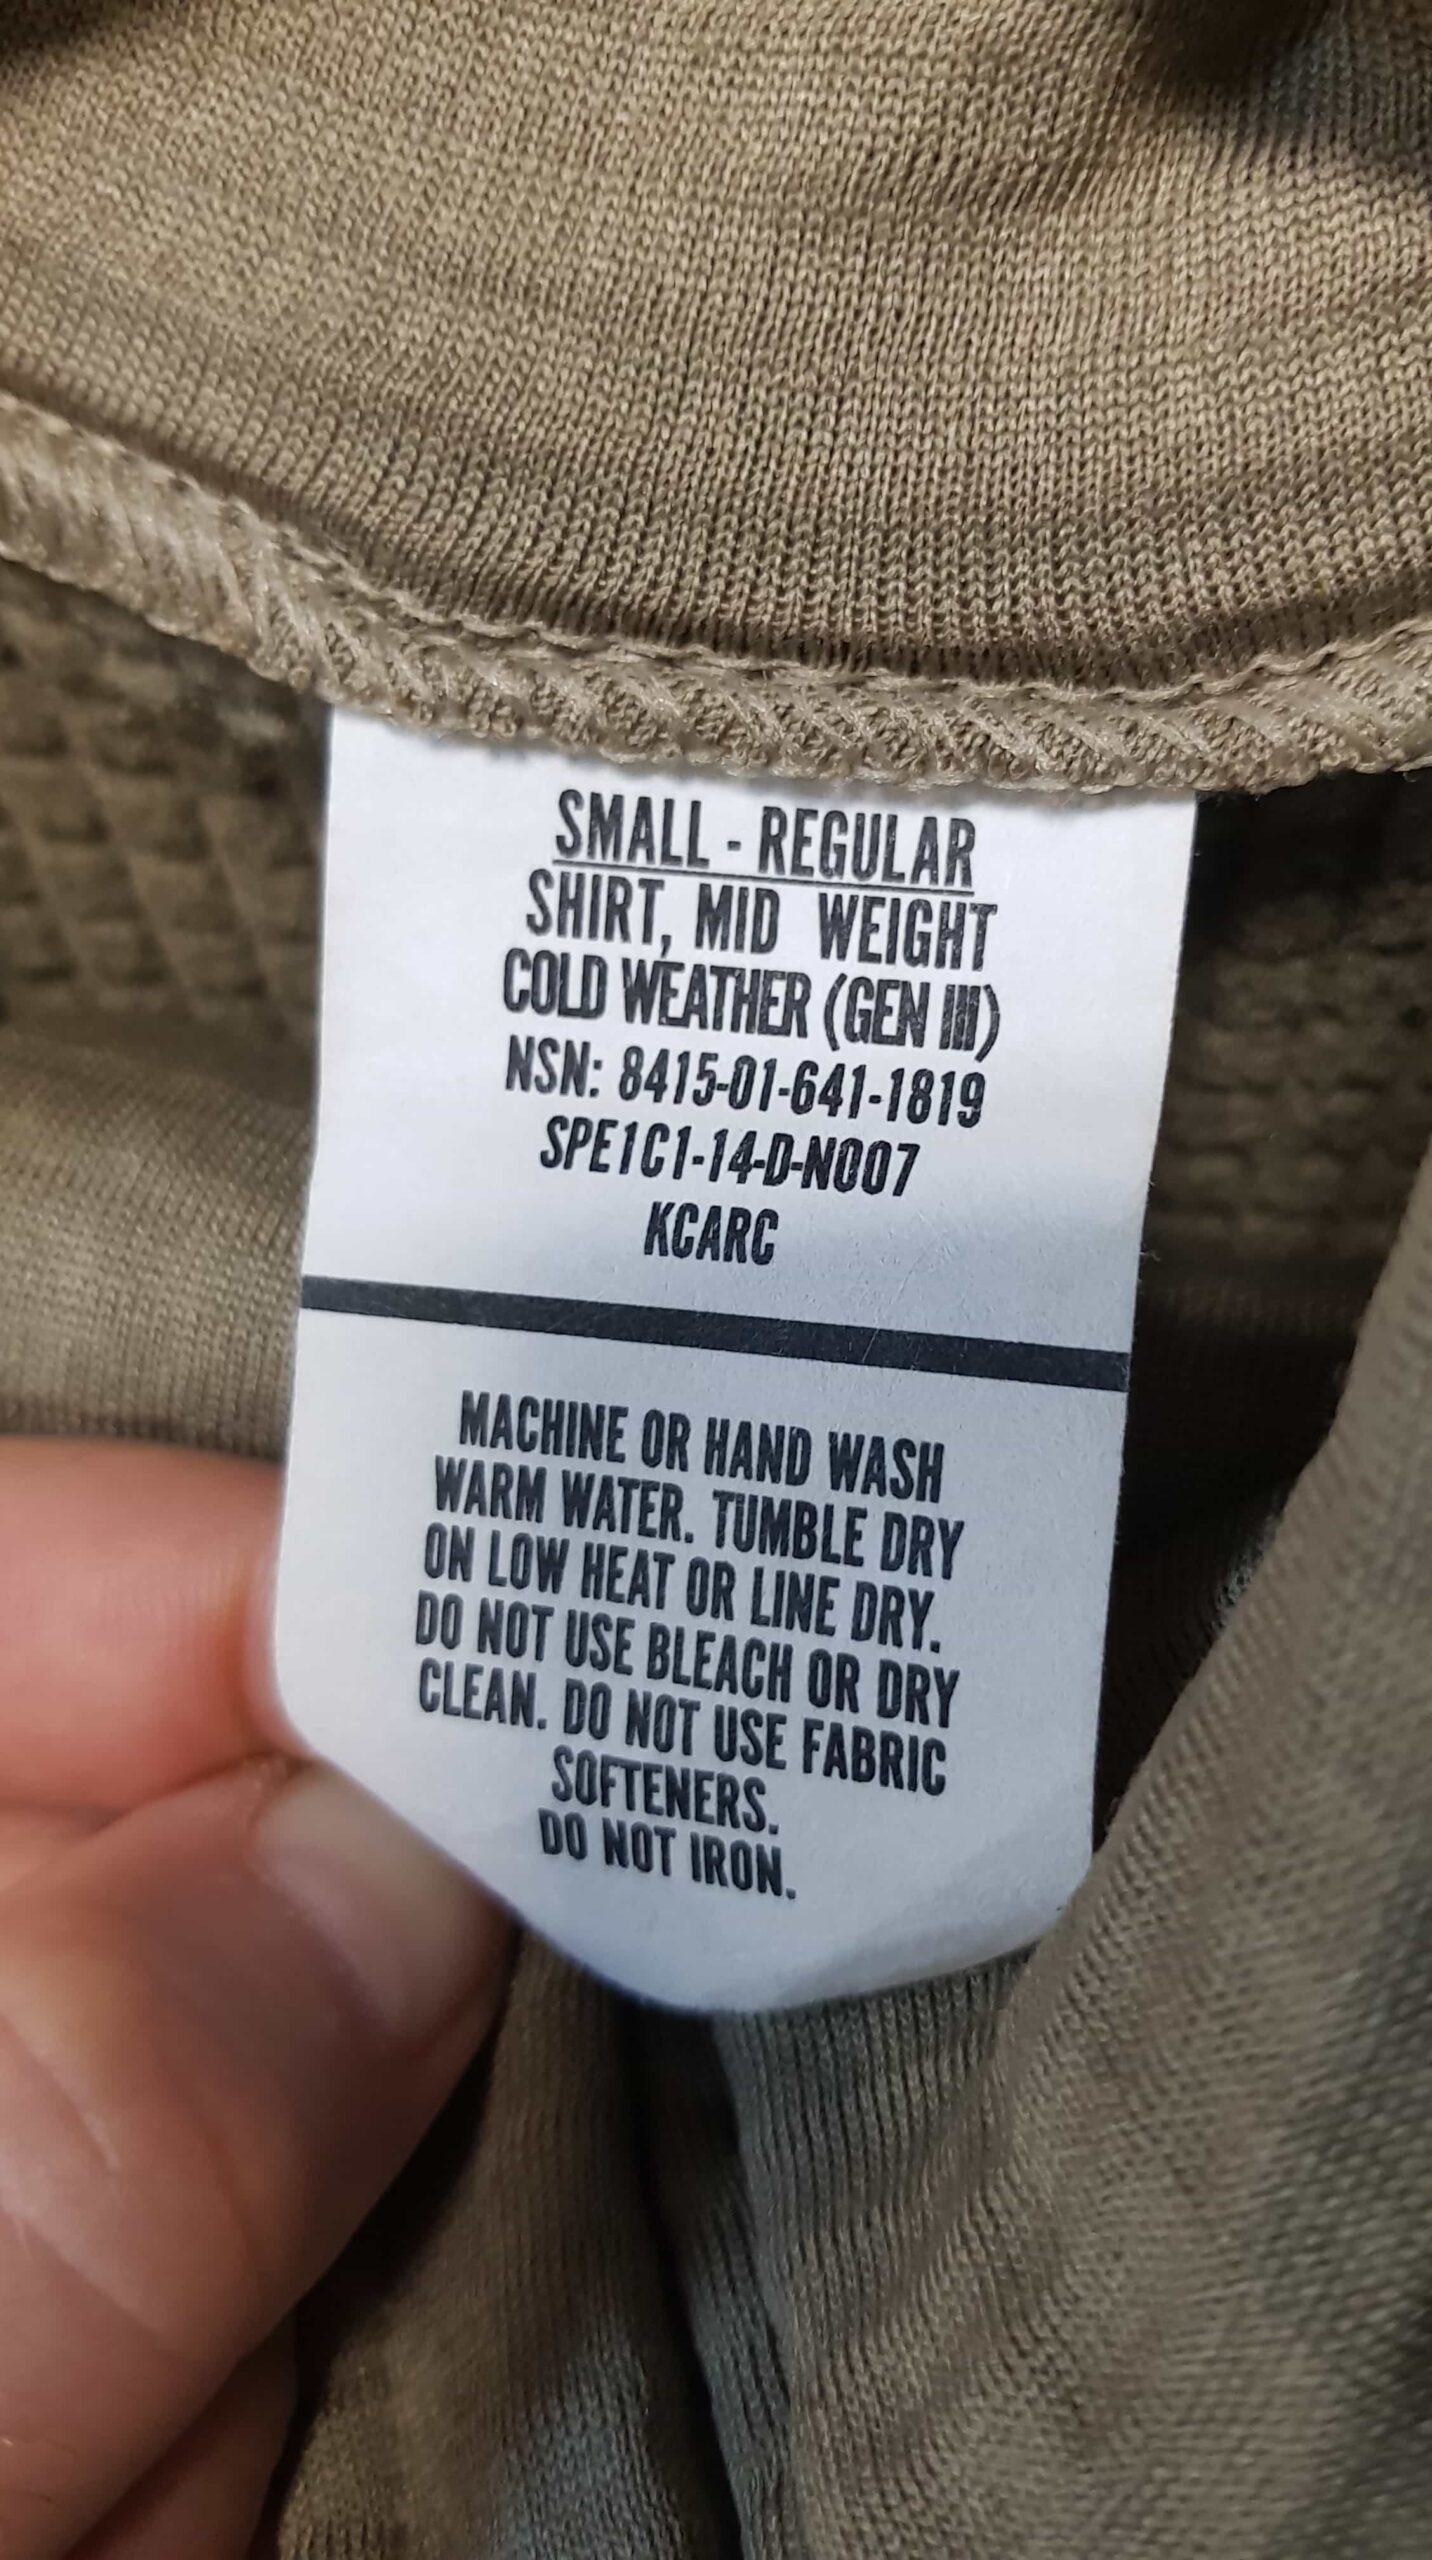 SMALL - REGULAR
SHIRT, MID WEIGHT
COLD WEATHER (GEN III)
NSN: 8415-01-641-1819
SPE1C1-14-D-N007
KCARC
MACHINE OR HAND WASH
WARM WATER. TUMBLE DRY
ON LOW HEAT OR LINE DRY.
DO NOT USE BLEACH OR DRY
CLEAN. DO NOT USE FABRIC
SOFTENERS.
DO NOT IRON.